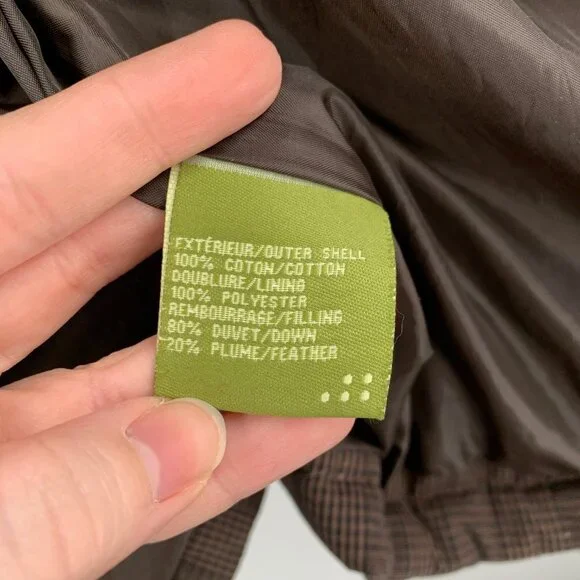 EXTÉRIEUR/OUTER SHELL
100% COTON/COTTON
DOUBLURE/LINING
100% POLYESTER
REMBOURRAGE/FILLING
80% DUVET/DOWN
20% PLUME/FEATHER